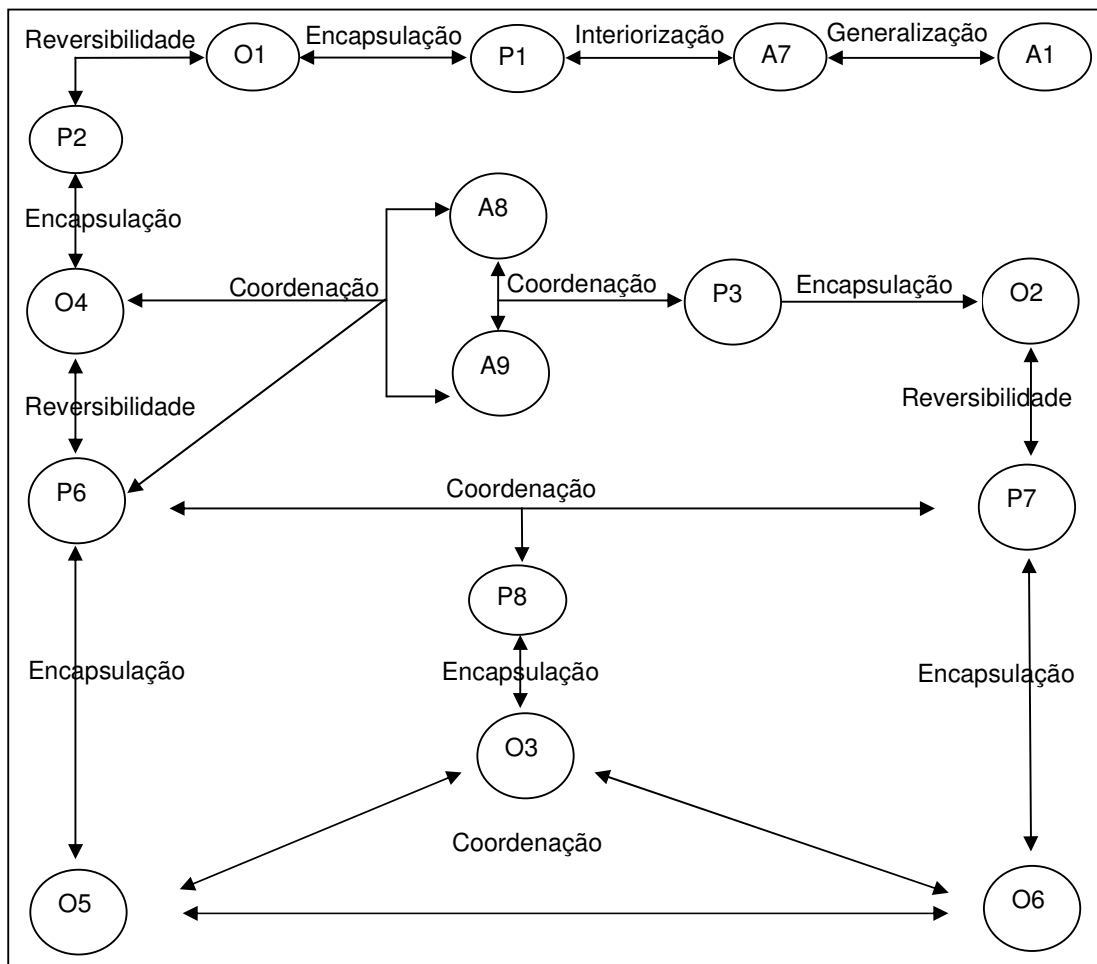 Reversibilidade O1 Encapsulação P1 Interiorização A7 Generalização A1
P2
Encapsulação A8
O4 Coordenação Coordenação P3 Encapsulação O2
A9
Reversibilidade Reversibilidade
P6 Coordenação P7
P8
Encapsulação Encapsulação Encapsulação
O3
Coordenação
O5 O6